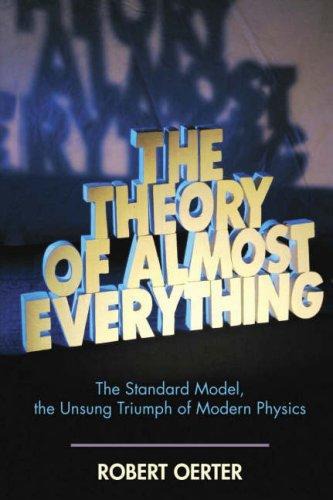 THE
THEORY
OF ALMOST
EVERYTHING
The Standard Model,
the Unsung Triumph of Modern Physics
ROBERT OERTER